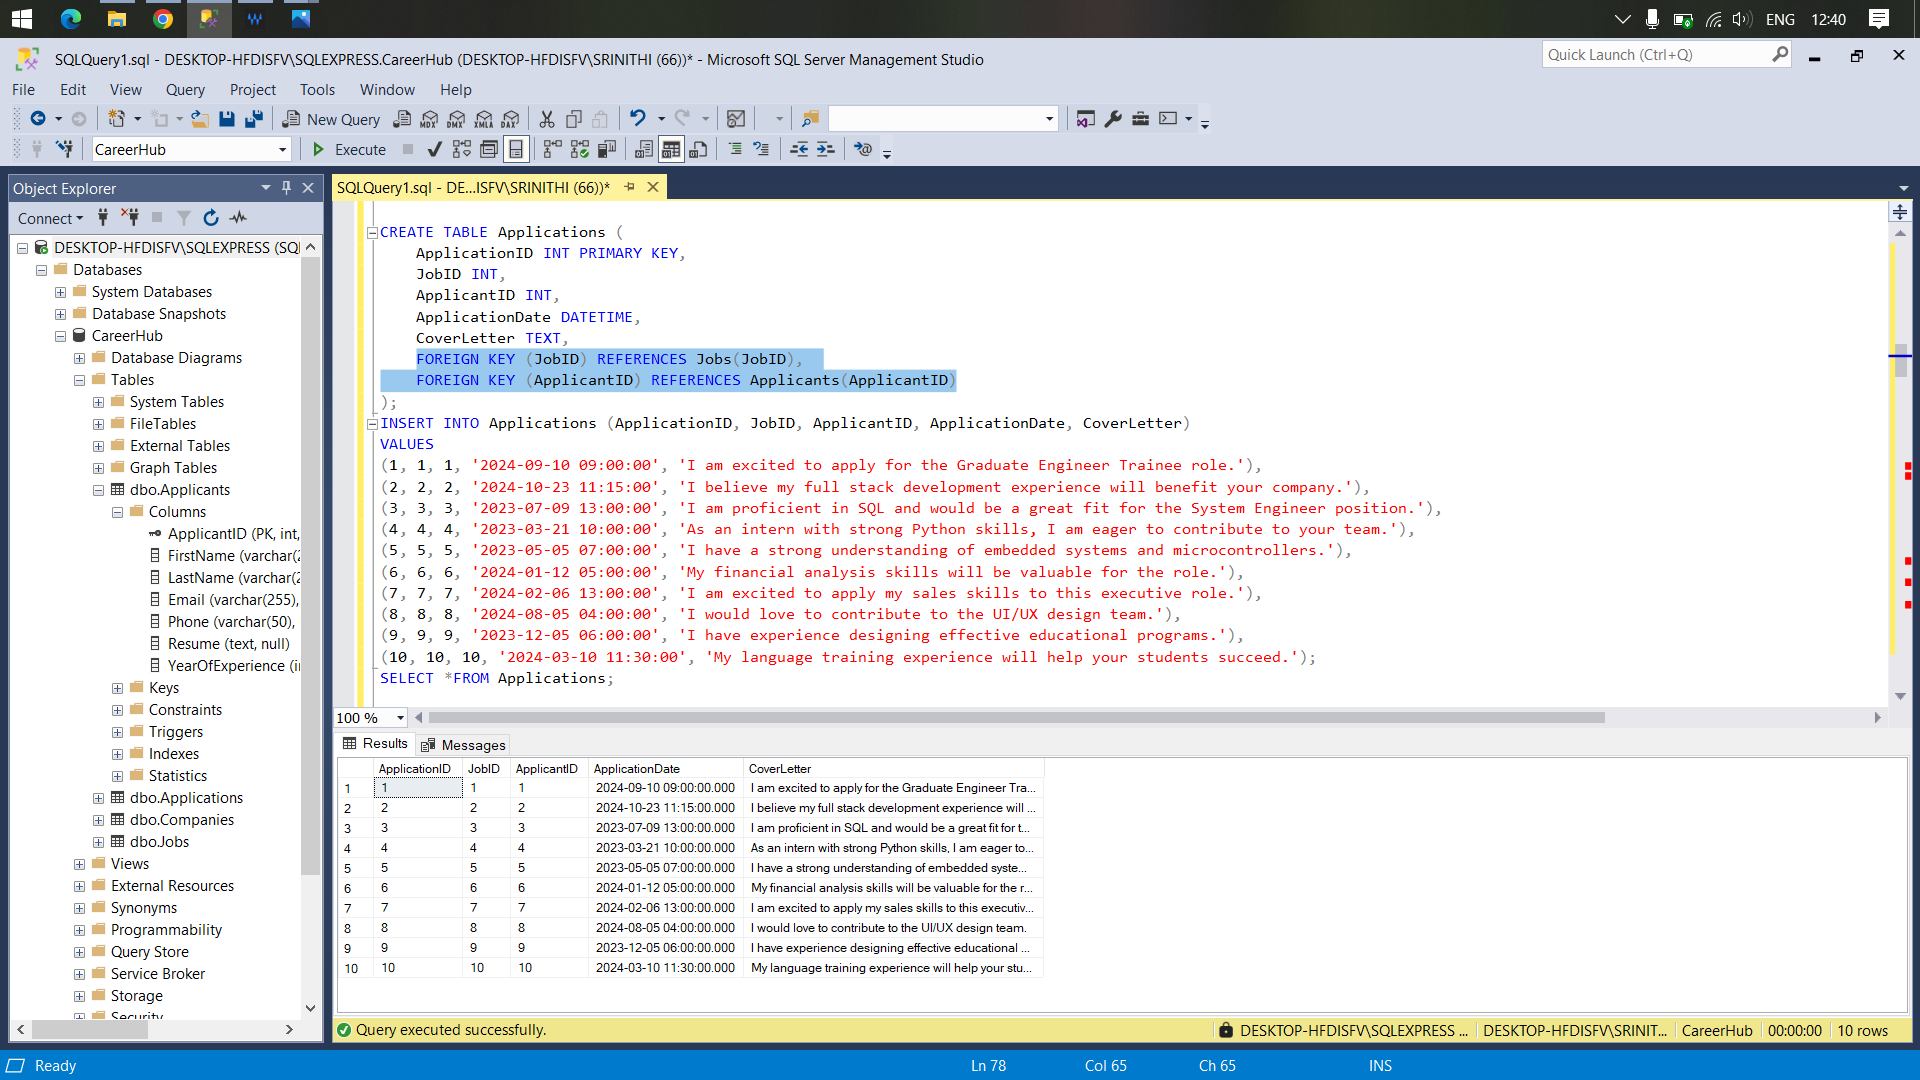 ENG 12:40
SQLQuery1.sql - DESKTOP-HFDISFV\SQLEXPRESS.CareerHub (DESKTOP-HFDISFV\SRINITHI (66))* - Microsoft SQL Server Management Studio
Quick Launch (Ctrl+Q)
File Edit View Query Project Tools Window Help
New Query MDX DMX XMLA DAX
CareerHub Execute
Object Explorer
Connect
DESKTOP-HFDISFV\SQLEXPRESS (SQ
Databases
System Databases
Database Snapshots
CareerHub
Database Diagrams
Tables
System Tables
FileTables
External Tables
Graph Tables
dbo.Applicants
Columns
ApplicantID (PK, int,
FirstName (varchar(2
LastName (varchar(2
Email (varchar(255),
Phone (varchar(50),
Resume (text, null)
YearOfExperience (i
Keys
Constraints
Triggers
Indexes
Statistics
dbo.Applications
dbo.Companies
dbo.Jobs
Views
External Resources
Synonyms
Programmability
Query Store
Service Broker
Storage
Security
SQLQuery1.sql - DE...ISFV\SRINITHI (66))*
CREATE TABLE Applications (
ApplicationID INT PRIMARY KEY,
JobID INT,
ApplicantID INT,
ApplicationDate DATETIME,
CoverLetter TEXT,
FOREIGN KEY (JobID) REFERENCES Jobs(JobID),
FOREIGN KEY (ApplicantID) REFERENCES Applicants(ApplicantID)
);
INSERT INTO Applications (ApplicationID, JobID, ApplicantID, ApplicationDate, CoverLetter)
VALUES
(1, 1, 1, '2024-09-10 09:00:00', 'I am excited to apply for the Graduate Engineer Trainee role.'),
(2, 2, 2, '2024-10-23 11:15:00', 'I believe my full stack development experience will benefit your company.'),
(3, 3, 3, '2023-07-09 13:00:00', 'I am proficient in SQL and would be a great fit for the System Engineer position.'),
(4, 4, 4, '2023-03-21 10:00:00', 'As an intern with strong Python skills, I am eager to contribute to your team.'),
(5, 5, 5, '2023-05-05 07:00:00', 'I have a strong understanding of embedded systems and microcontrollers.'),
(6, 6, 6, '2024-01-12 05:00:00', 'My financial analysis skills will be valuable for the role.'),
(7, 7, 7, '2024-02-06 13:00:00', 'I am excited to apply my sales skills to this executive role.'),
(8, 8, 8, '2024-08-05 04:00:00', 'I would love to contribute to the UI/UX design team.'),
(9, 9, 9, '2023-12-05 06:00:00', 'I have experience designing effective educational programs.'),
(10, 10, 10, '2024-03-10 11:30:00', 'My language training experience will help your students succeed.');
SELECT *FROM Applications;
100 %
Results Messages
ApplicationID JobID ApplicantID ApplicationDate CoverLetter
1 1 1 1 2024-09-10 09:00:00.000 I am excited to apply for the Graduate Engineer Tra...
2 2 2 2 2024-10-23 11:15:00.000 I believe my full stack development experience will ...
3 3 3 3 2023-07-09 13:00:00.000 I am proficient in SQL and would be a great fit for t...
4 4 4 4 2023-03-21 10:00:00.000 As an intern with strong Python skills, I am eager to...
5 5 5 5 2023-05-05 07:00:00.000 I have a strong understanding of embedded syste...
6 6 6 6 2024-01-12 05:00:00.000 My financial analysis skills will be valuable for the r...
7 7 7 7 2024-02-06 13:00:00.000 I am excited to apply my sales skills to this executiv...
8 8 8 8 2024-08-05 04:00:00.000 I would love to contribute to the UI/UX design team.
9 9 9 9 2023-12-05 06:00:00.000 I have experience designing effective educational ...
10 10 10 10 2024-03-10 11:30:00.000 My language training experience will help your stu...
Query executed successfully. DESKTOP-HFDISFV\SQLEXPRESS ... DESKTOP-HFDISFV\SRINIT... CareerHub 00:00:00 10 rows
Ready Ln 78 Col 65 Ch 65 INS